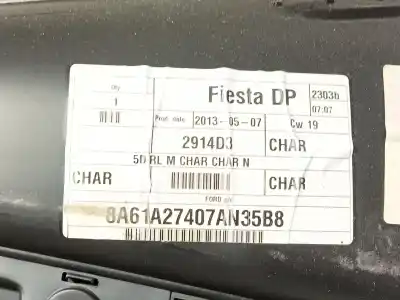 Qty
1
Fiesta DP
2303b
07:07
Prod. date 2013-05-07
Cw 19
2914D3
CHAR
5D RL M CHAR CHAR N
CHAR
CHAR
FORD
8A61A27407AN35B8